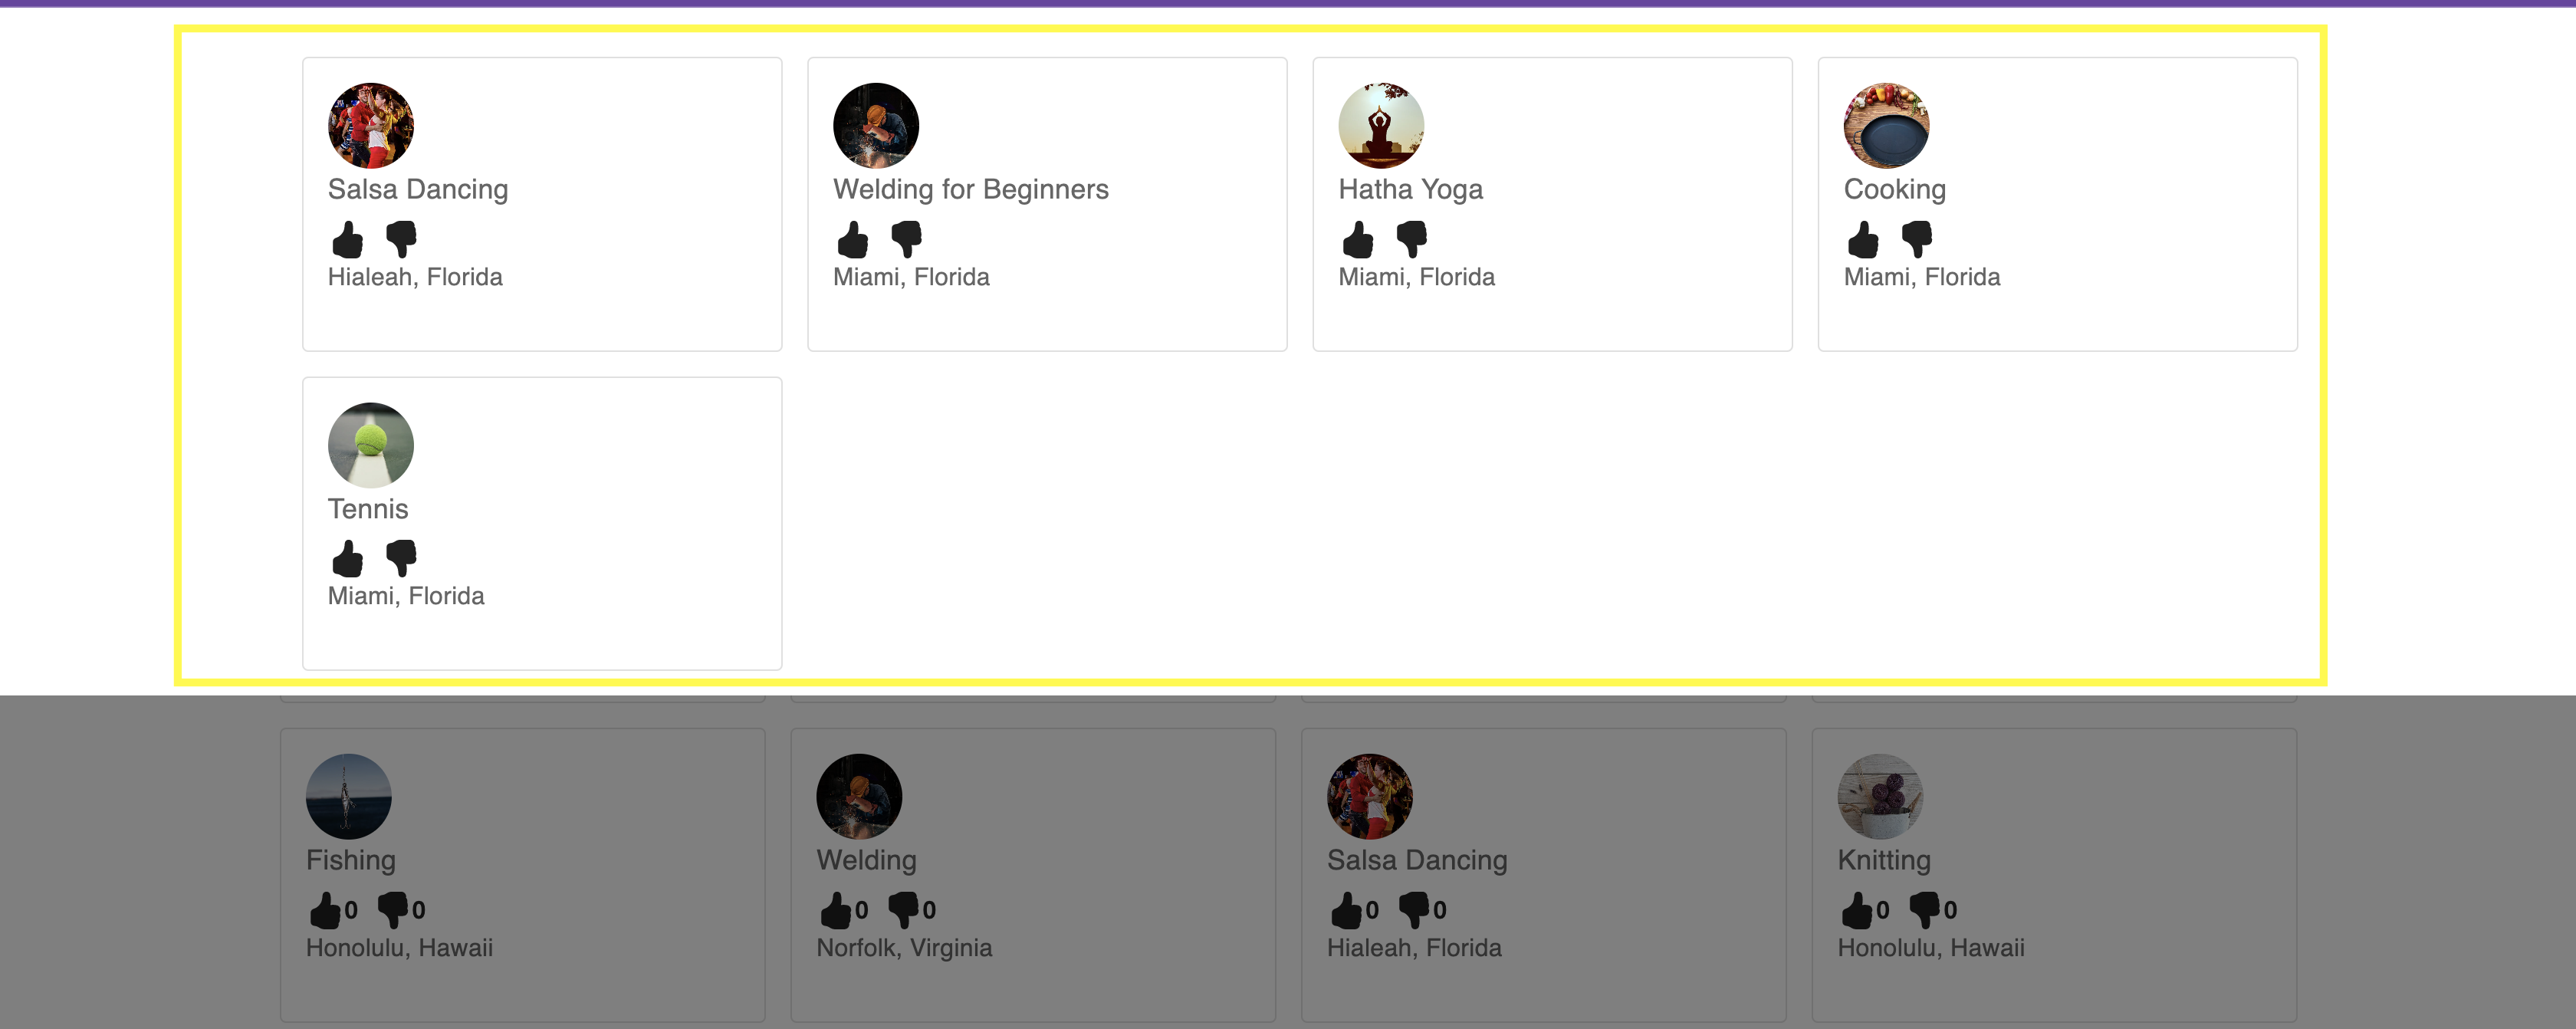 Salsa Dancing
Hialeah, Florida
Welding for Beginners
Miami, Florida
Hatha Yoga
Miami, Florida
Cooking
Miami, Florida
Tennis
Miami, Florida
Fishing
0 0
Honolulu, Hawaii
Welding
0 0
Norfolk, Virginia
Salsa Dancing
0 0
Hialeah, Florida
Knitting
0 0
Honolulu, Hawaii